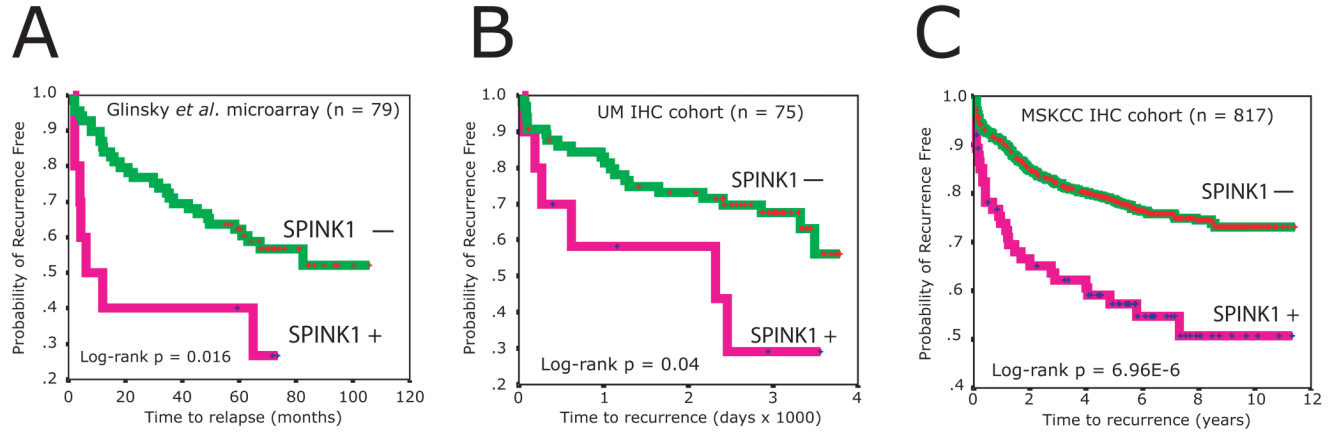 A
Glinsky et al. microarray (n = 79)
Probability of Recurrence Free
1.0
.9
.8
.7
.6
.5
.4
.3
.2
SPINK1 —
SPINK1 +
Log-rank p = 0.016
0 20 40 60 80 100 120
Time to relapse (months)
B
UM IHC cohort (n = 75)
Probability of Recurrence Free
1.0
.9
.8
.7
.6
.5
.4
.3
.2
SPINK1 —
SPINK1 +
Log-rank p = 0.04
0 1 2 3 4
Time to recurrence (days x 1000)
C
MSKCC IHC cohort (n = 817)
Probability of Recurrence Free
1.0
.9
.8
.7
.6
.5
.4
SPINK1 —
SPINK1 +
Log-rank p = 6.96E-6
0 2 4 6 8 10 12
Time to recurrence (years)